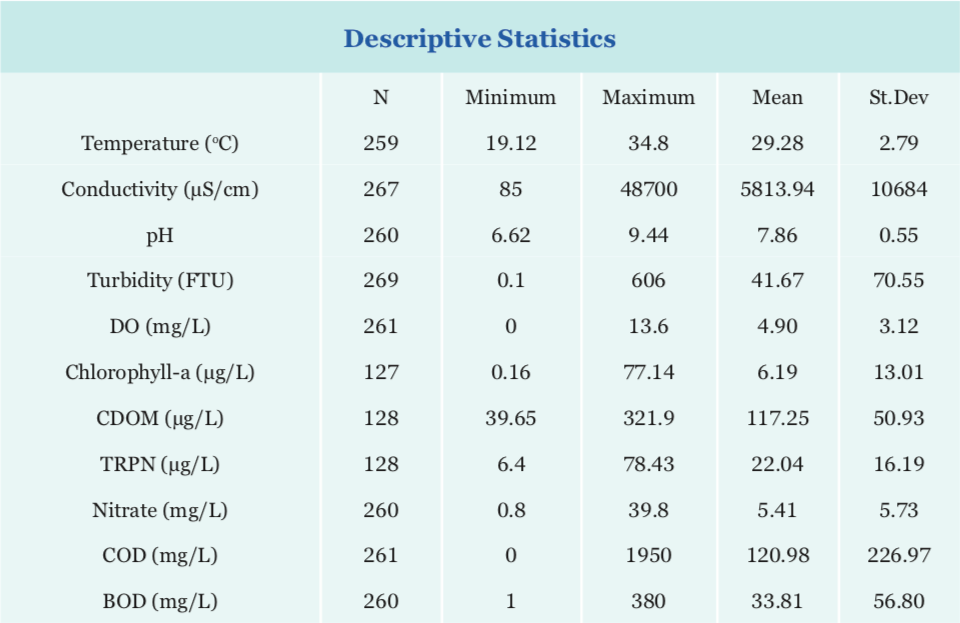 Descriptive Statistics
N Minimum Maximum Mean St.Dev
Temperature (°C) 259 19.12 34.8 29.28 2.79
Conductivity (µS/cm) 267 85 48700 5813.94 10684
pH 260 6.62 9.44 7.86 0.55
Turbidity (FTU) 269 0.1 606 41.67 70.55
DO (mg/L) 261 0 13.6 4.90 3.12
Chlorophyll-a (µg/L) 127 0.16 77.14 6.19 13.01
CDOM (µg/L) 128 39.65 321.9 117.25 50.93
TRPN (µg/L) 128 6.4 78.43 22.04 16.19
Nitrate (mg/L) 260 0.8 39.8 5.41 5.73
COD (mg/L) 261 0 1950 120.98 226.97
BOD (mg/L) 260 1 380 33.81 56.80